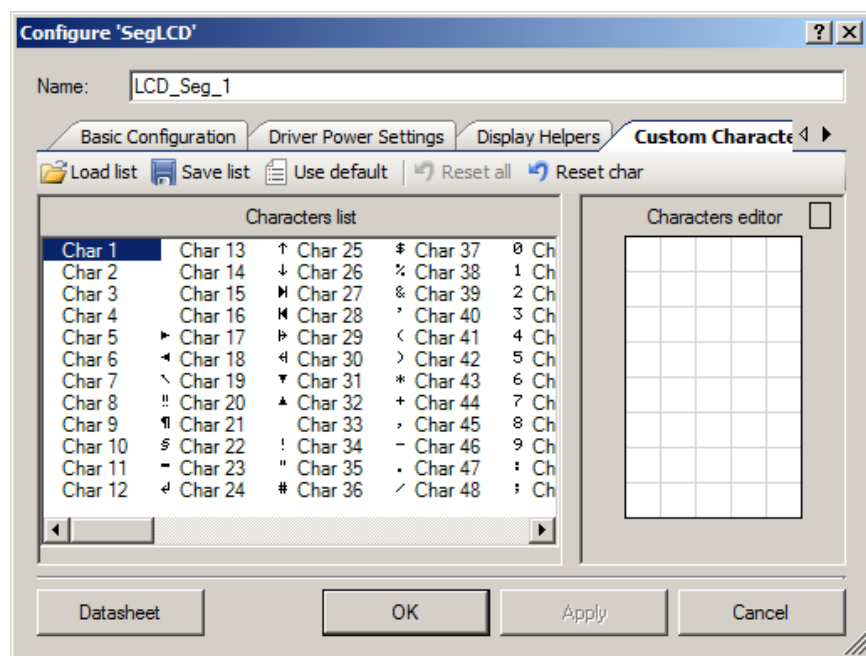 Configure 'SegLCD'
Name: LCD_Seg_1
Basic Configuration Driver Power Settings Display Helpers Custom Characte
Load list Save list Use default Reset all Reset char
Characters list Characters editor
Char 1 Char 13 ↑ Char 25 $ Char 37 0 Ch
Char 2 Char 14 ↓ Char 26 % Char 38 1 Ch
Char 3 Char 15 Char 27 & Char 39 2 Ch
Char 4 Char 16 Char 28 ' Char 40 3 Ch
Char 5 ► Char 17 Char 29 ( Char 41 4 Ch
Char 6 ◄ Char 18 Char 30 ) Char 42 5 Ch
Char 7 \ Char 19 ▼ Char 31 * Char 43 6 Ch
Char 8 ‼ Char 20 ▲ Char 32 + Char 44 7 Ch
Char 9 ¶ Char 21 Char 33 , Char 45 8 Ch
Char 10 § Char 22 ! Char 34 - Char 46 9 Ch
Char 11 - Char 23 " Char 35 . Char 47 : Ch
Char 12 ↲ Char 24 # Char 36 / Char 48 ; Ch
Datasheet OK Apply Cancel